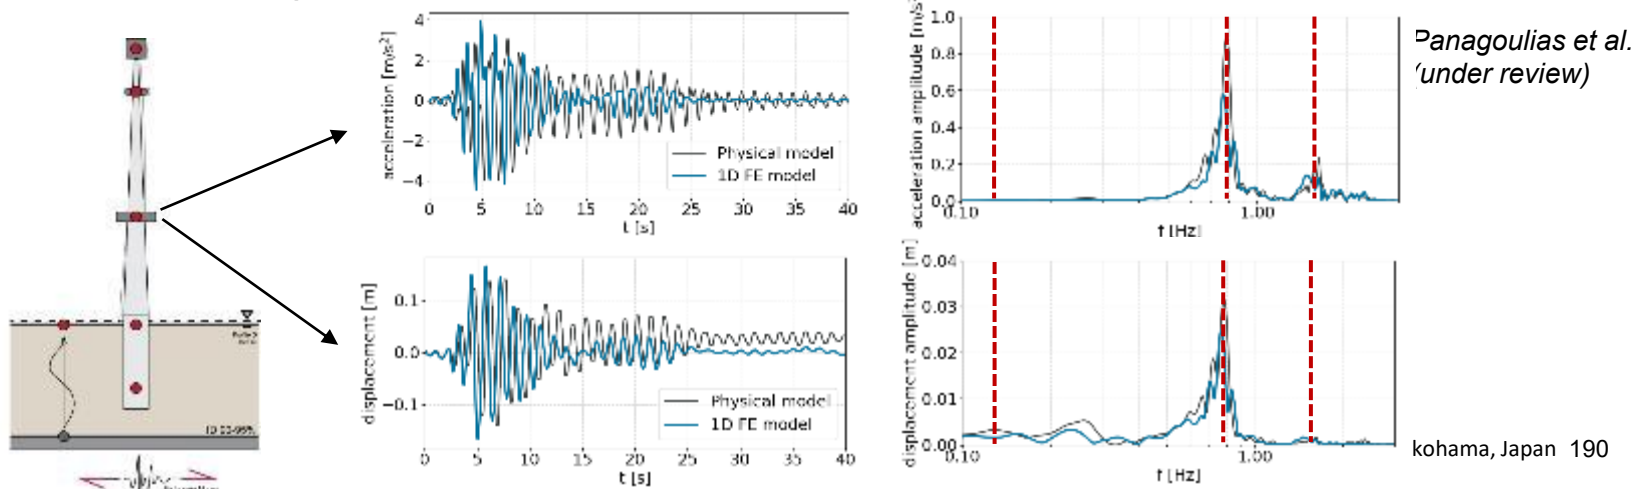 4
2
0
−2
−4
acceleration [m/s²]
Physical model
1D FE model
0 5 10 15 20 25 30 35 40
t [s]
1.0
0.8
0.6
0.4
0.2
0.0
acceleration amplitude [m/s
0.10 1.00
f [Hz]
Panagoulias et al.
(under review)
0.1
0.0
−0.1
displacement [m]
Physical model
1D FE model
0 5 10 15 20 25 30 35 40
t [s]
0.04
0.03
0.02
0.01
0.00
displacement amplitude [m]
0.10 1.00
f [Hz]
kohama, Japan 190